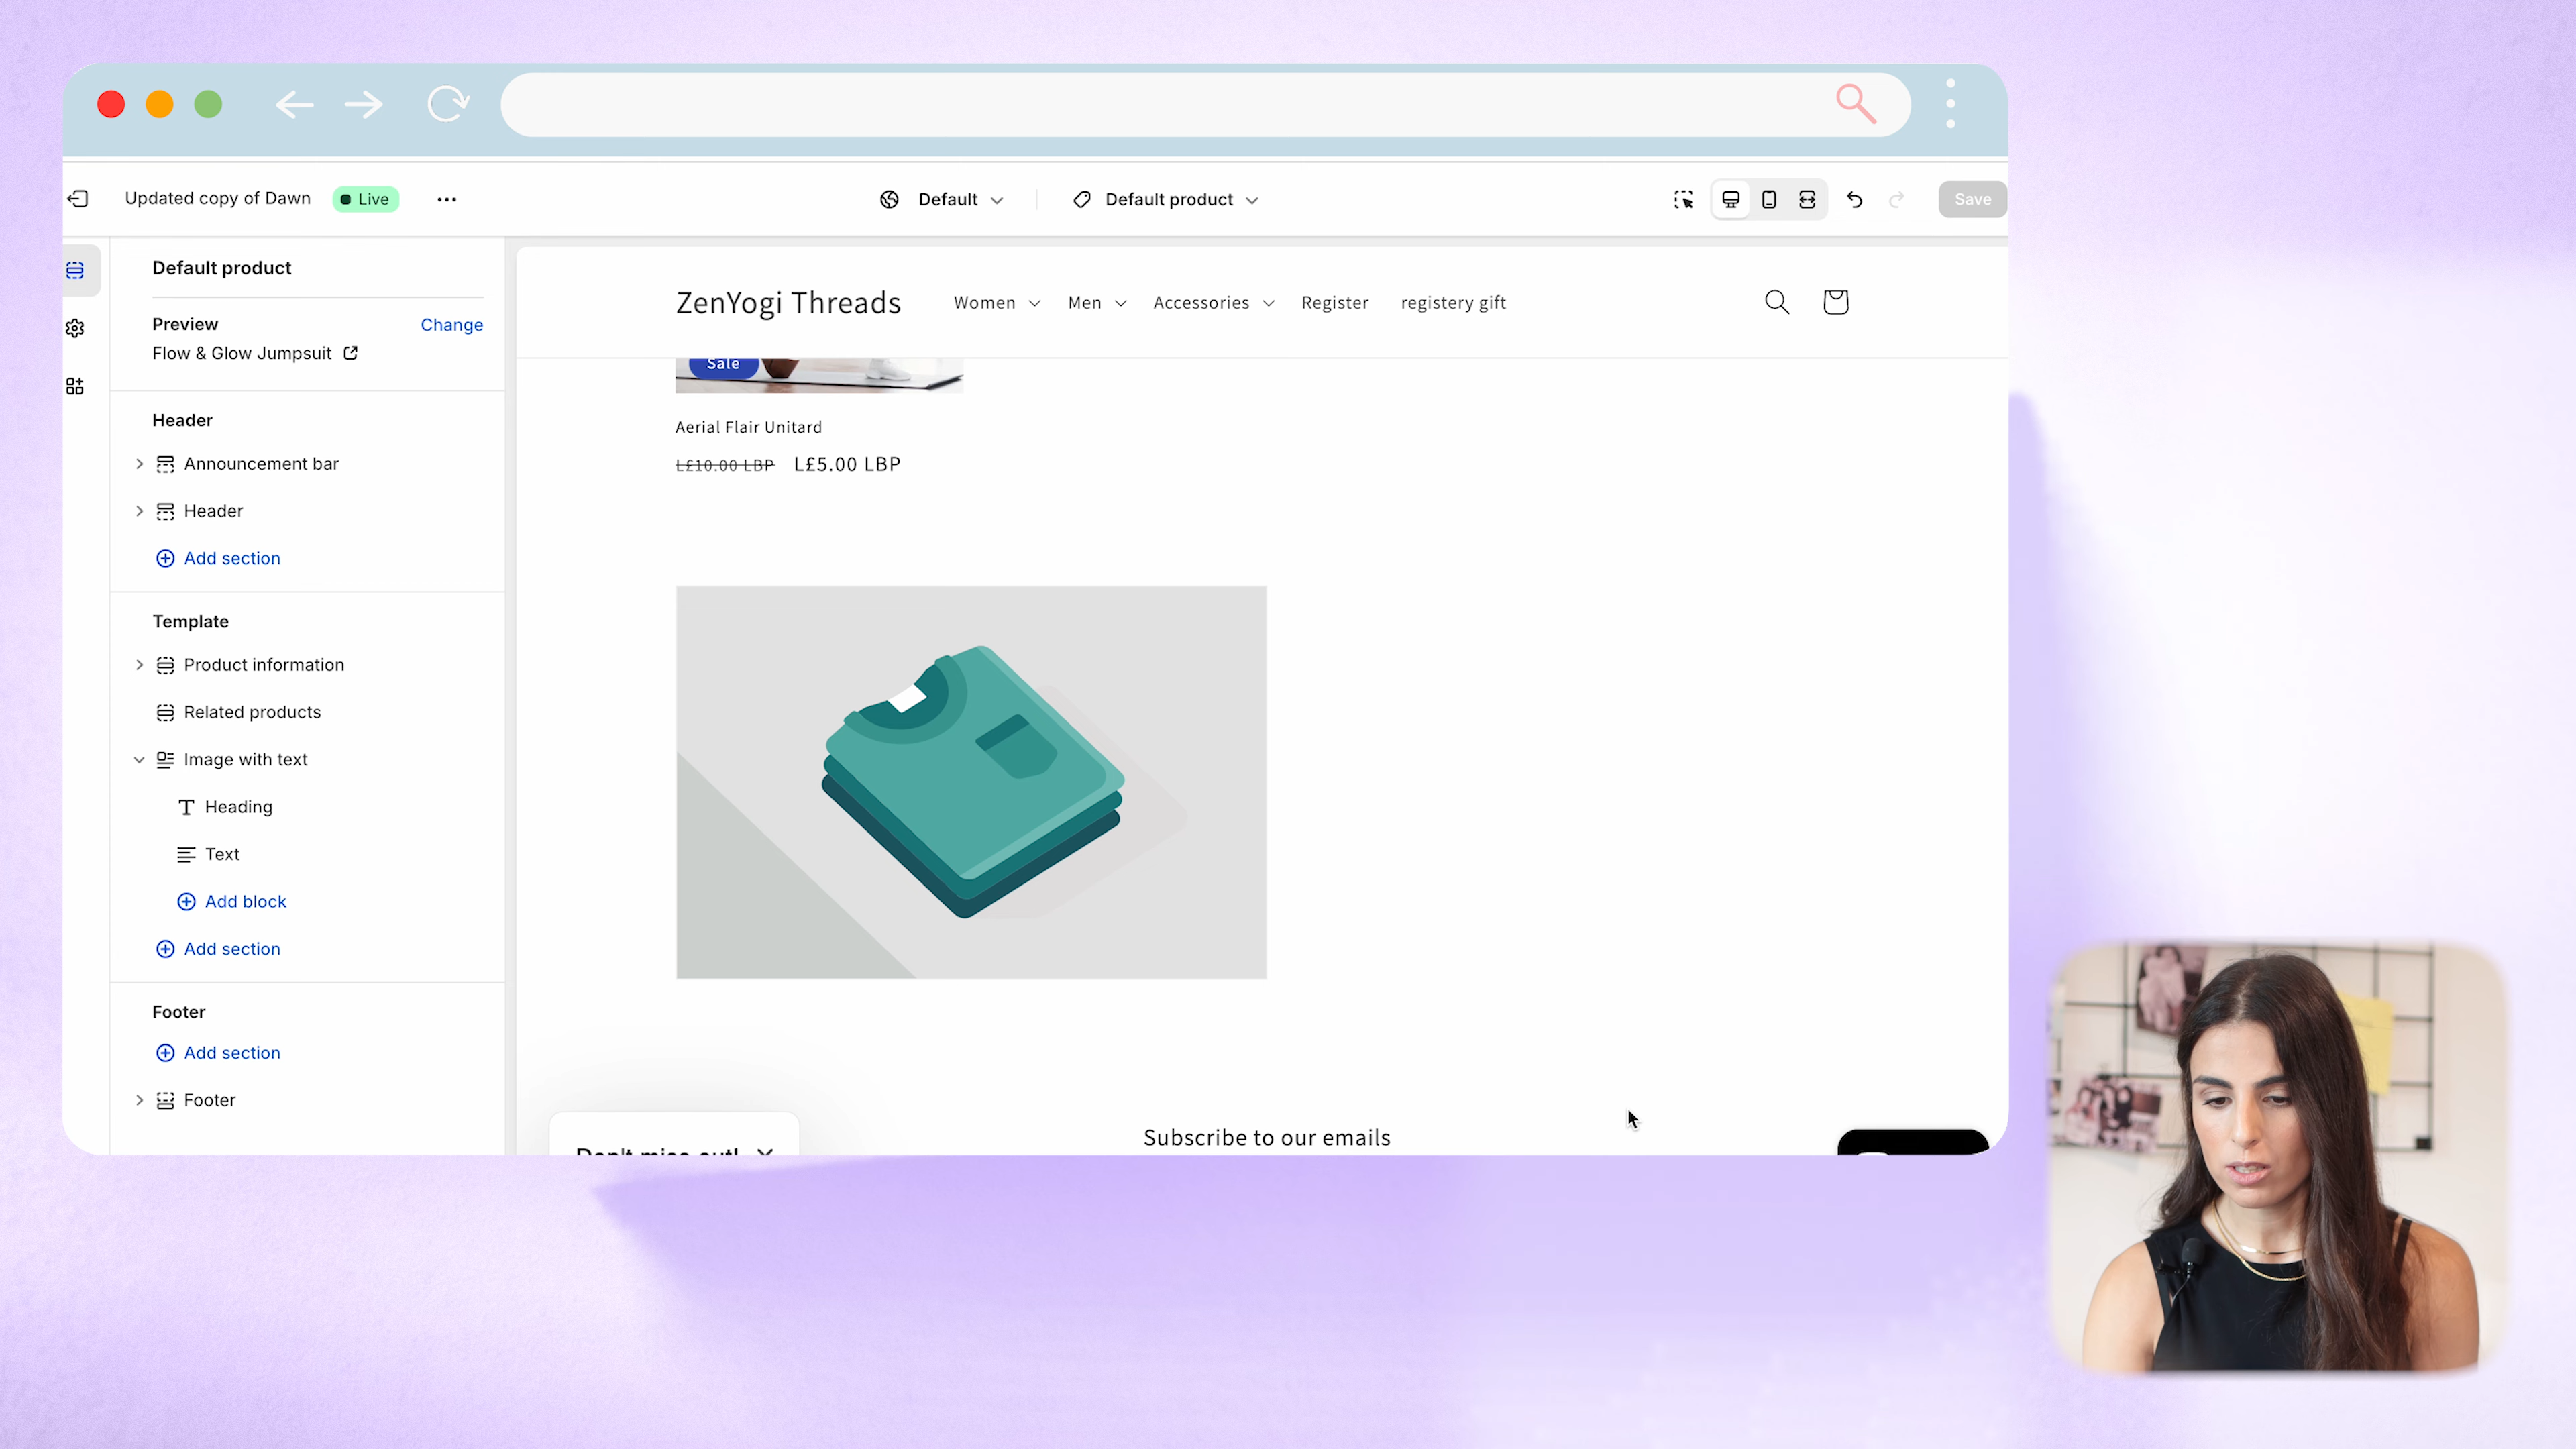 Updated copy of Dawn
Live
Default
Default product
Save
Default product
Preview
Change
Flow & Glow Jumpsuit
Header
Announcement bar
Header
Add section
Template
Product information
Related products
Image with text
Heading
Text
Add block
Add section
Footer
Add section
Footer
ZenYogi Threads
Women
Men
Accessories
Register
registery gift
Sale
Aerial Flair Unitard
L£10.00 LBP L£5.00 LBP
Don't miss out!
Subscribe to our emails